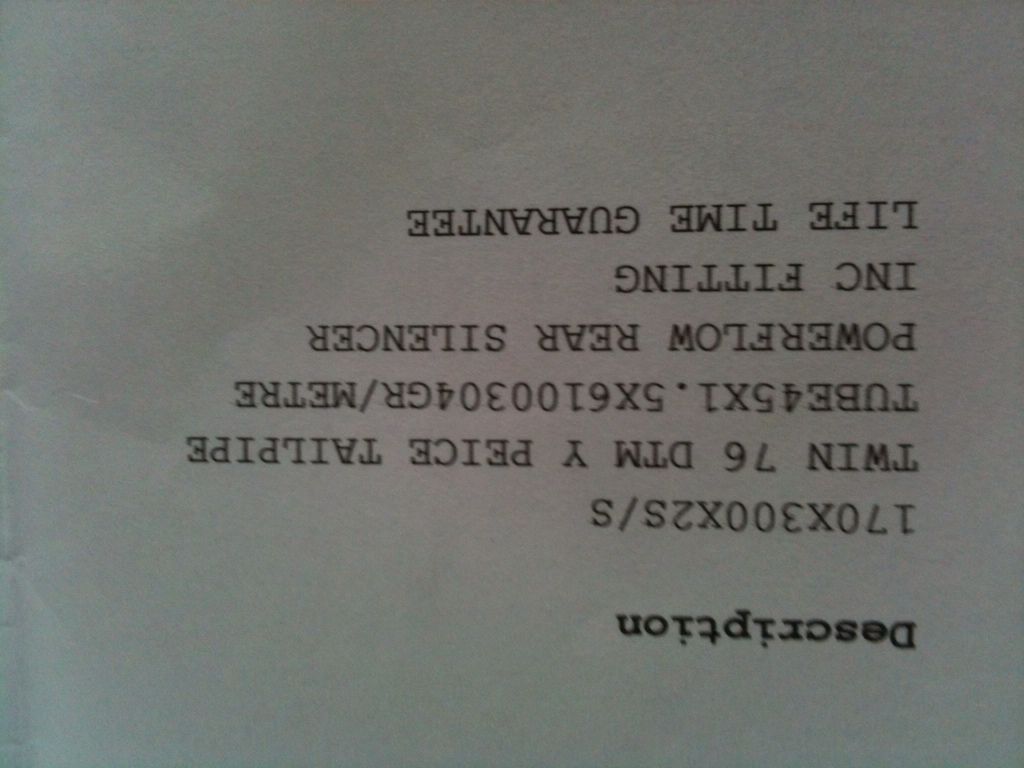 Description
170X300X2S/S
TWIN 76 DTM Y PEICE TAILPIPE
TUBE45X1.5X6100304GR/METRE
POWERFLOW REAR SILENCER
INC FITTING
LIFE TIME GUARANTEE